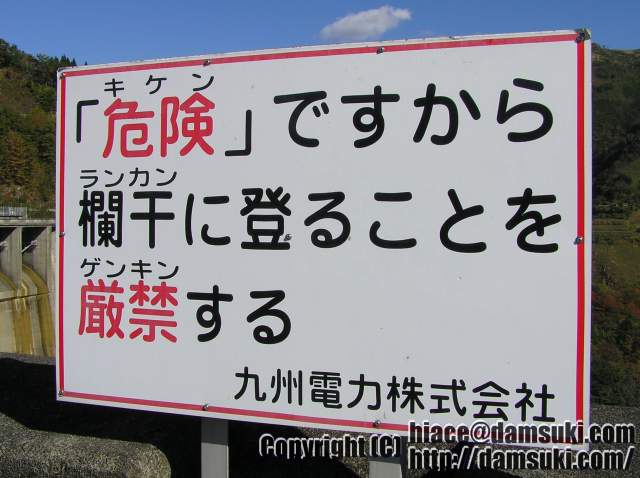 キケン
「危険」ですから
ランカン
欄干に登ることを
ゲンキン
厳禁する
九州電力株式会社
Copyright (C) hiace@damsuki.com
http://damsuki.com/